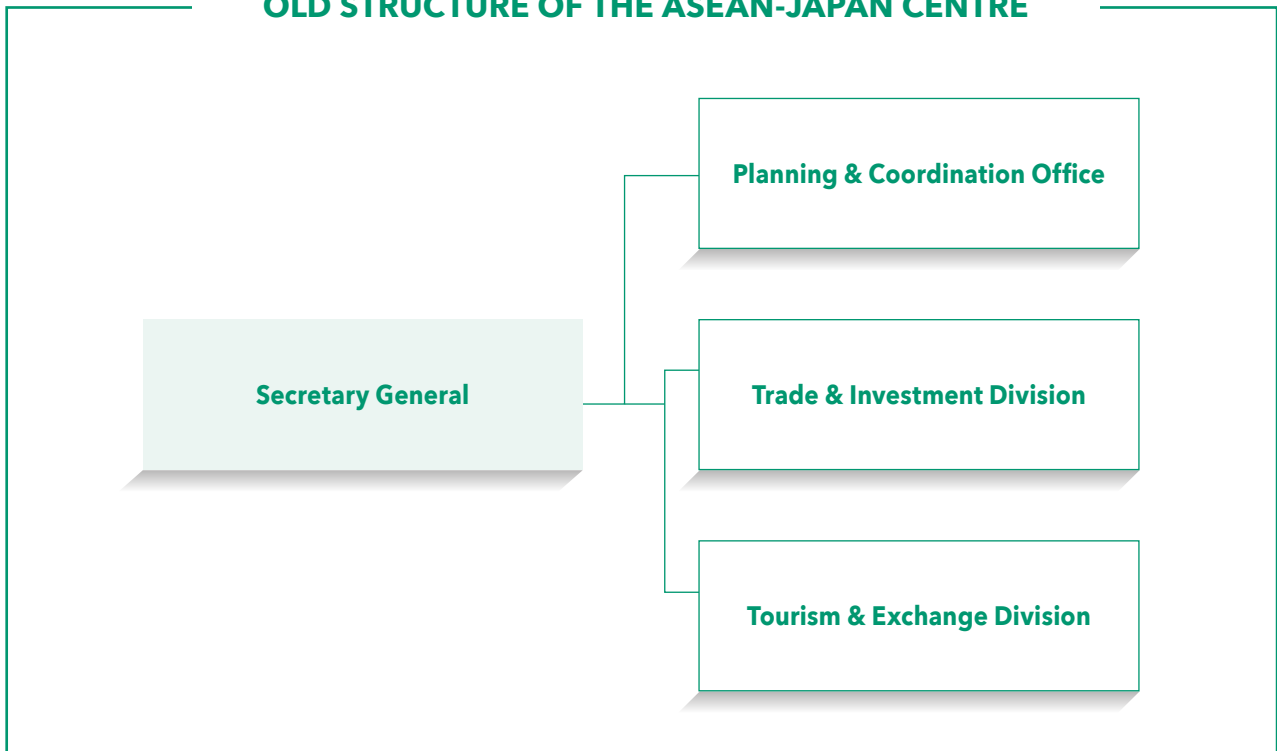 OLD STRUCTURE OF THE ASEAN-JAPAN CENTRE
Planning & Coordination Office
Secretary General
Trade & Investment Division
Tourism & Exchange Division